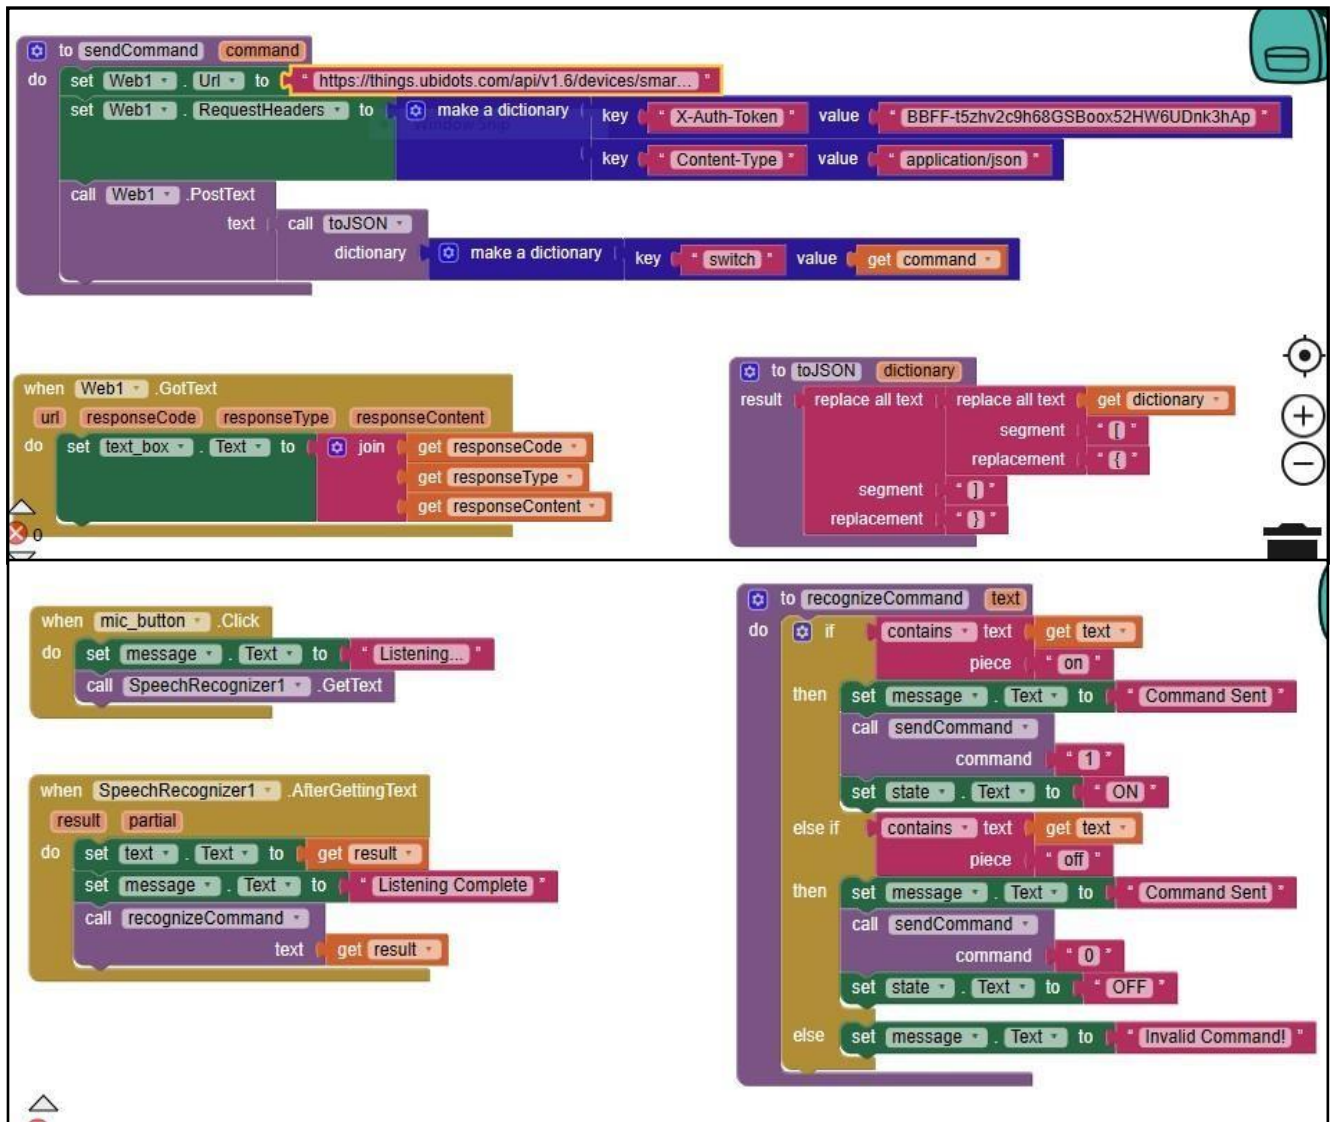 to sendCommand command
do set Web1 . Url to " https://things.ubidots.com/api/v1.6/devices/smar... "
set Web1 . RequestHeaders to make a dictionary key " X-Auth-Token " value " BBFF-t5zhv2c9h68GSBoox52HW6UDnk3hAp "
key " Content-Type " value " application/json "
call Web1 .PostText
text call toJSON
dictionary make a dictionary key " switch " value get command
when Web1 .GotText
url responseCode responseType responseContent
do set text_box . Text to join get responseCode
get responseType
get responseContent
0
to toJSON dictionary
result replace all text replace all text get dictionary
segment " [ "
replacement " { "
segment " ] "
replacement " } "
when mic_button .Click
do set message . Text to " Listening... "
call SpeechRecognizer1 .GetText
when SpeechRecognizer1 .AfterGettingText
result partial
do set text . Text to get result
set message . Text to " Listening Complete "
call recognizeCommand
text get result
to recognizeCommand text
do if contains text get text
piece " on "
then set message . Text to " Command Sent "
call sendCommand
command " 1 "
set state . Text to " ON "
else if contains text get text
piece " off "
then set message . Text to " Command Sent "
call sendCommand
command " 0 "
set state . Text to " OFF "
else set message . Text to " Invalid Command! "